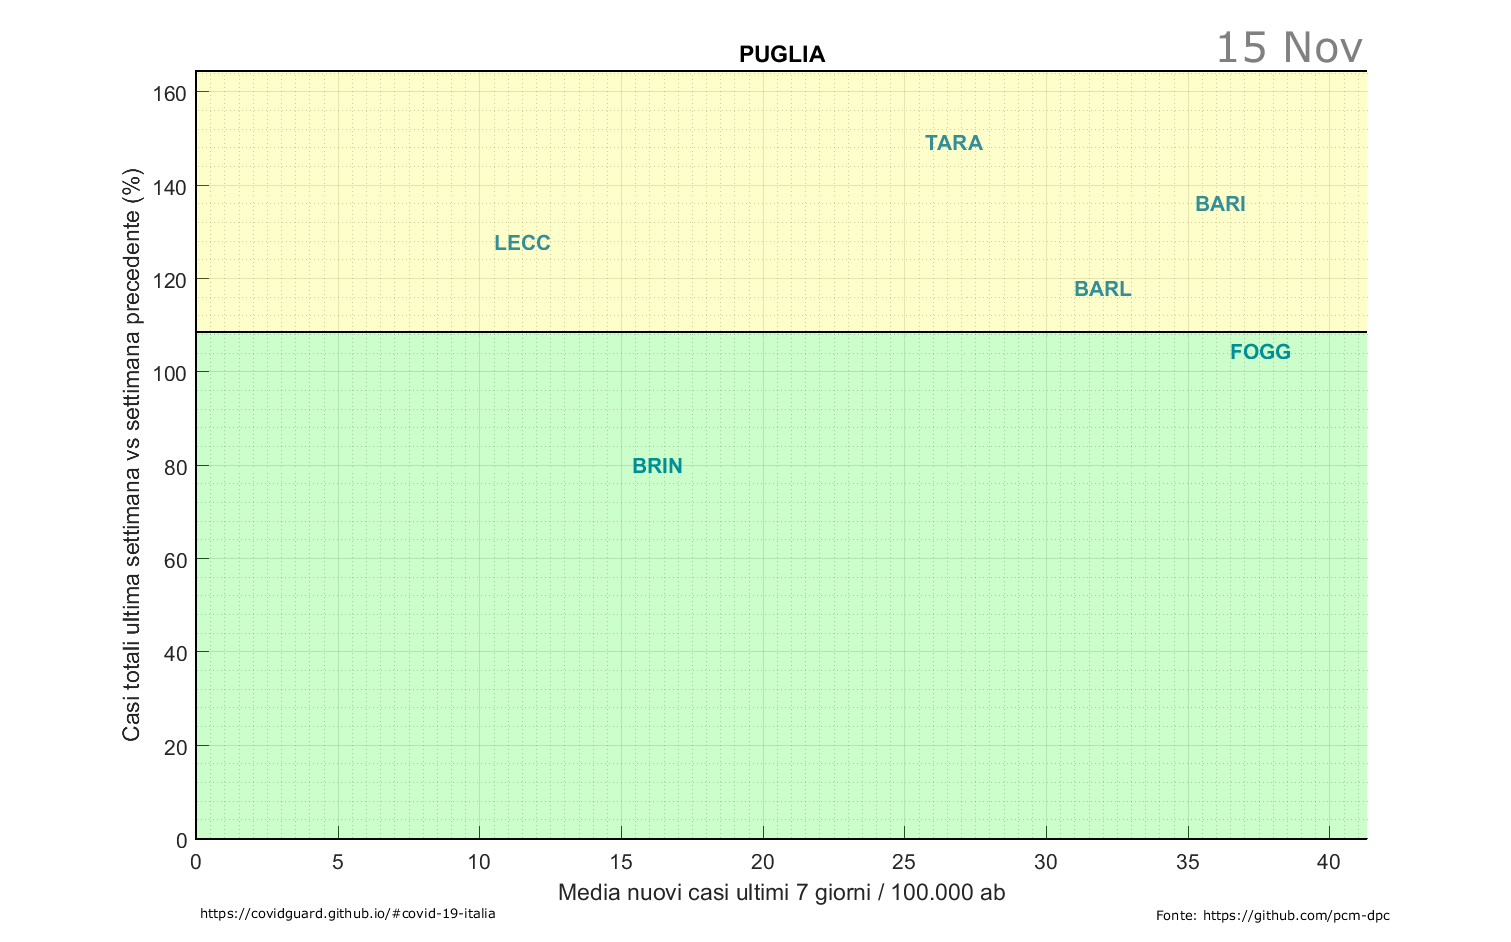 PUGLIA
15 Nov
Casi totali ultima settimana vs settimana precedente (%)
160
140
120
100
80
60
40
20
0
TARA
BARI
LECC
BARL
FOGG
BRIN
0 5 10 15 20 25 30 35 40
Media nuovi casi ultimi 7 giorni / 100.000 ab
https://covidguard.github.io/#covid-19-italia
Fonte: https://github.com/pcm-dpc